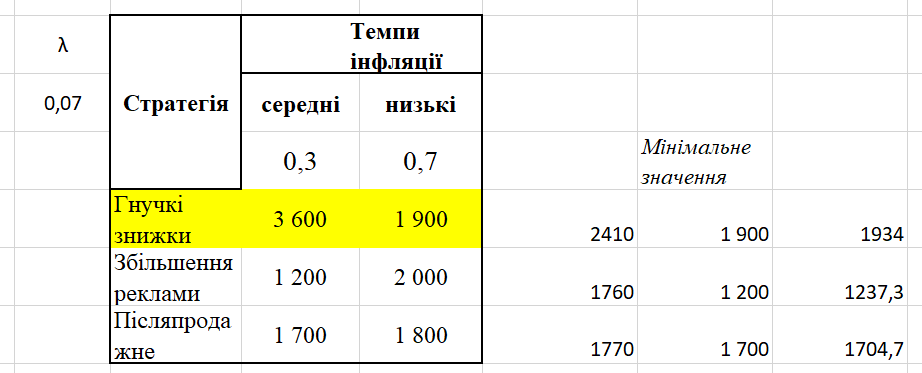 λ
Темпи
інфляції
0,07
Стратегія
середні
низькі
0,3
0,7
Мінімальне
значення
Гнучкі
знижки
3 600
1 900
2410
1 900
1934
Збільшення
реклами
1 200
2 000
1760
1 200
1237,3
Післяпрода
жне
1 700
1 800
1770
1 700
1704,7